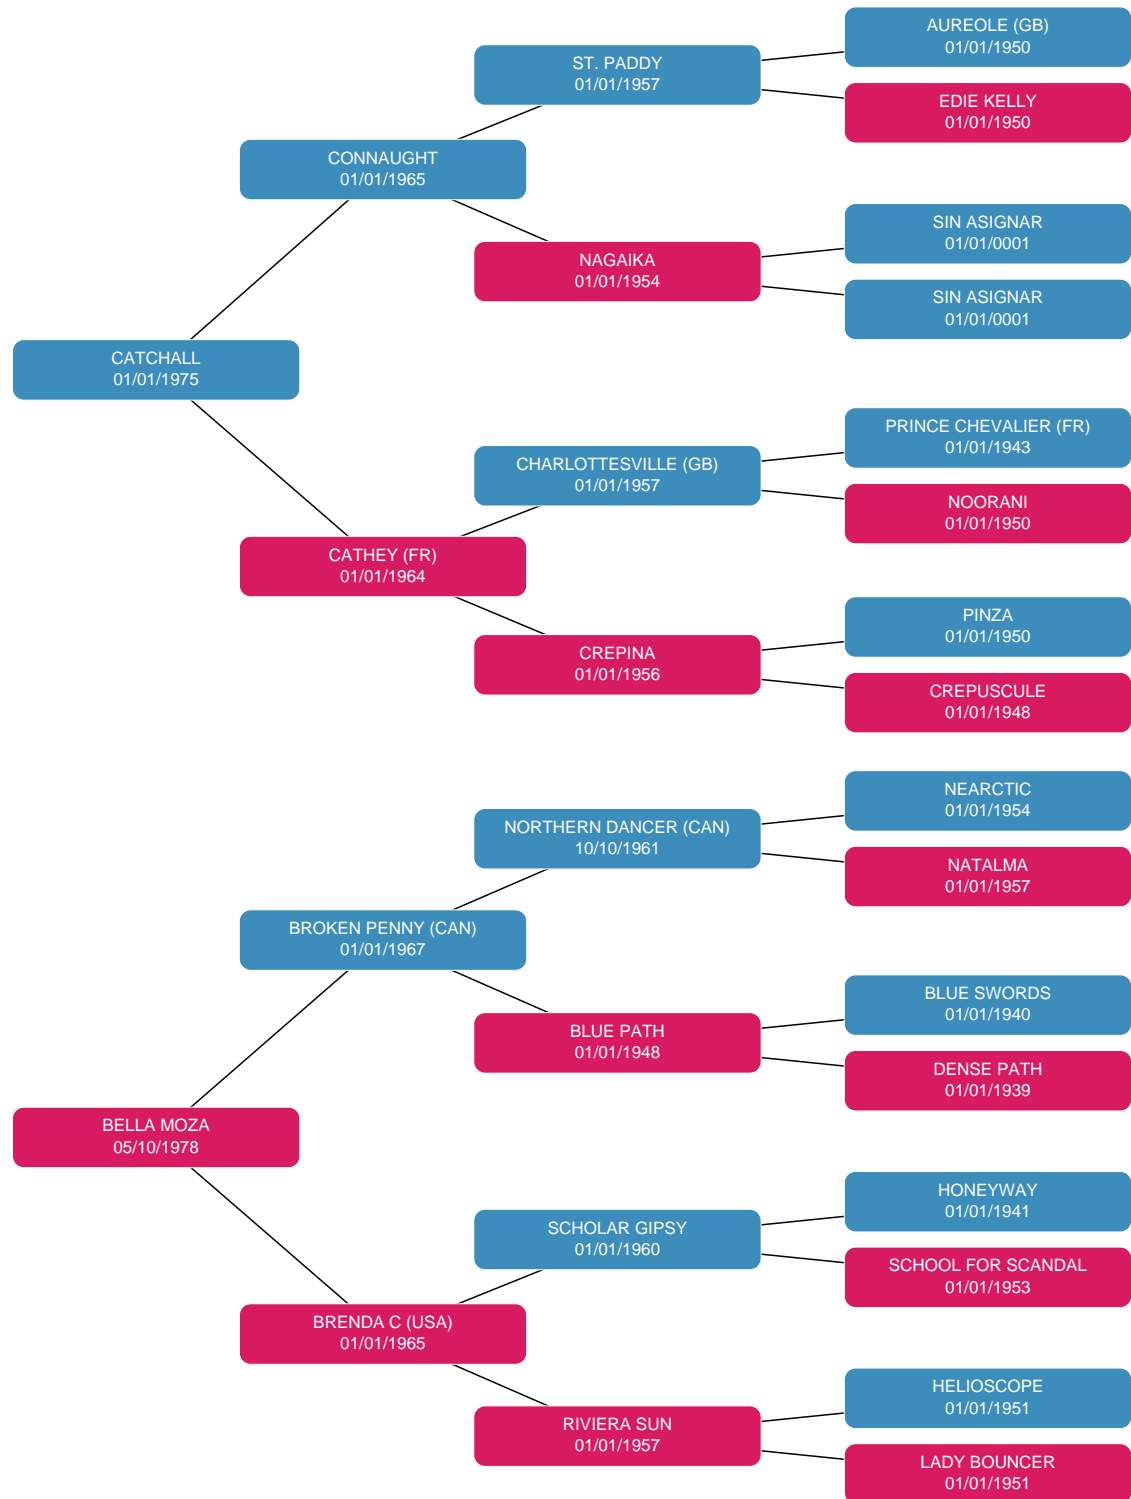 AUREOLE (GB)
01/01/1950
ST. PADDY
01/01/1957
EDIE KELLY
01/01/1950
CONNAUGHT
01/01/1965
SIN ASIGNAR
01/01/0001
NAGAIKA
01/01/1954
SIN ASIGNAR
01/01/0001
CATCHALL
01/01/1975
PRINCE CHEVALIER (FR)
01/01/1943
CHARLOTTESVILLE (GB)
01/01/1957
NOORANI
01/01/1950
CATHEY (FR)
01/01/1964
PINZA
01/01/1950
CREPINA
01/01/1956
CREPUSCULE
01/01/1948
NEARCTIC
01/01/1954
NORTHERN DANCER (CAN)
10/10/1961
NATALMA
01/01/1957
BROKEN PENNY (CAN)
01/01/1967
BLUE SWORDS
01/01/1940
BLUE PATH
01/01/1948
DENSE PATH
01/01/1939
BELLA MOZA
05/10/1978
HONEYWAY
01/01/1941
SCHOLAR GIPSY
01/01/1960
SCHOOL FOR SCANDAL
01/01/1953
BRENDA C (USA)
01/01/1965
HELIOSCOPE
01/01/1951
RIVIERA SUN
01/01/1957
LADY BOUNCER
01/01/1951